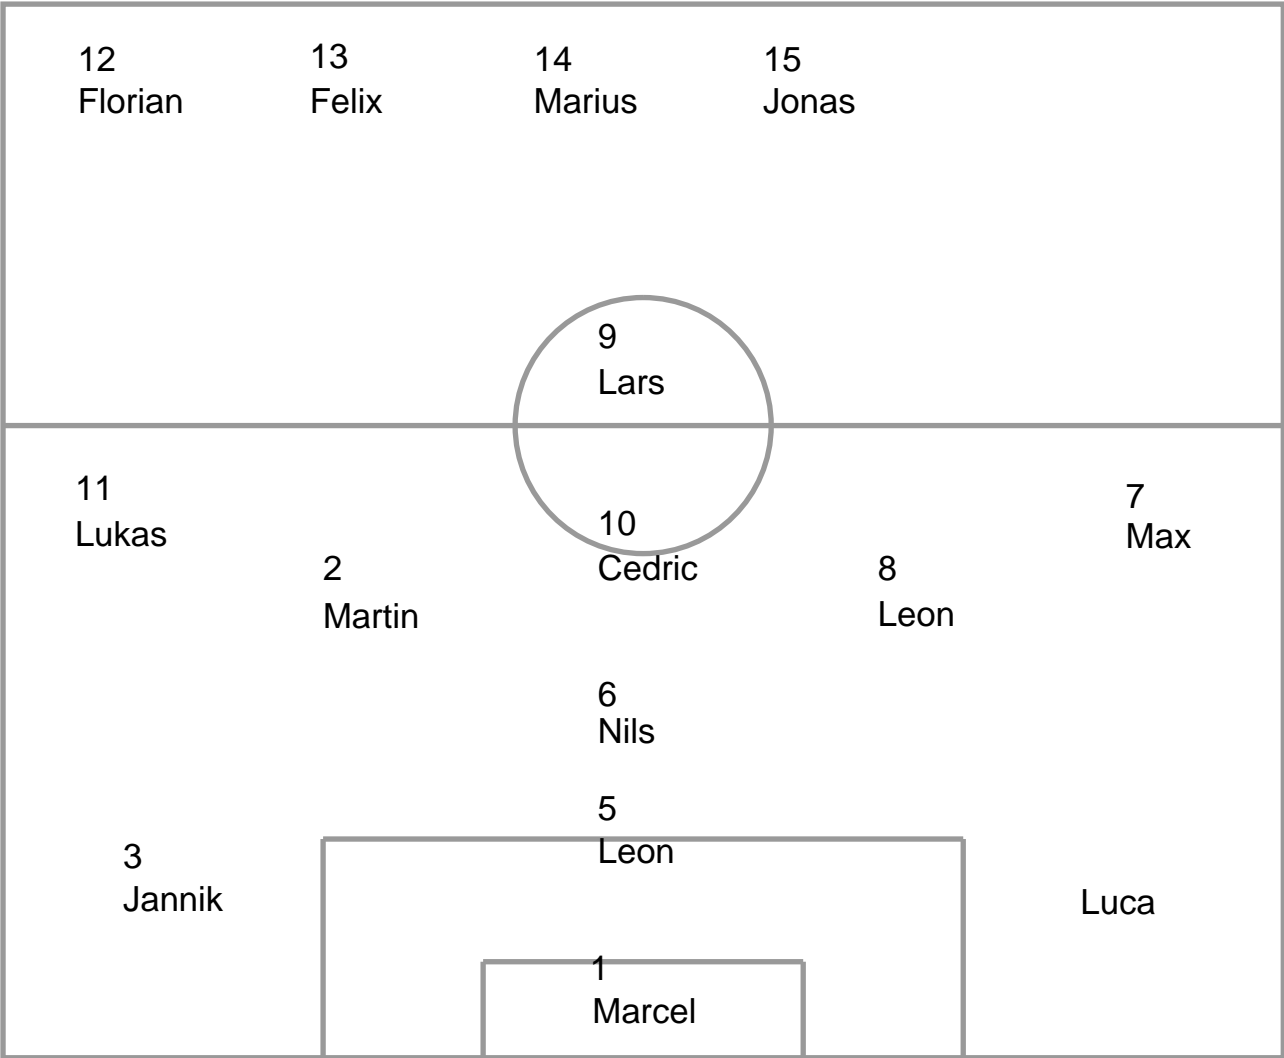 12
Florian
13
Felix
14
Marius
15
Jonas
9
Lars
11
Lukas
10
Cedric
7
Max
2
Martin
8
Leon
6
Nils
5
Leon
3
Jannik
Luca
1
Marcel